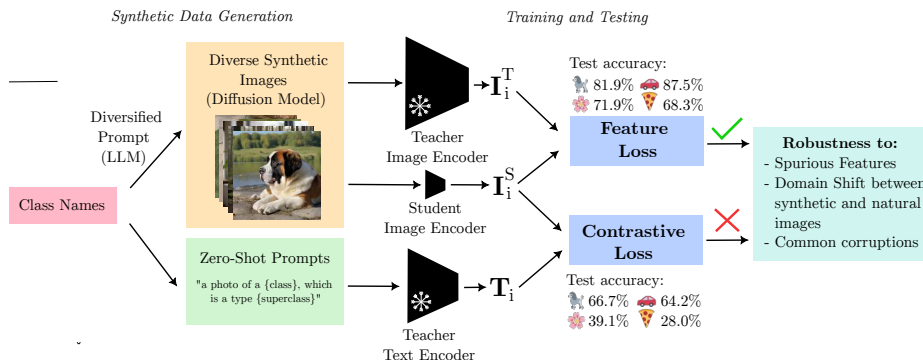 Synthetic Data Generation
Training and Testing
Class Names
Diversified
Prompt
(LLM)
Diverse Synthetic
Images
(Diffusion Model)
Zero-Shot Prompts
"a photo of a {class}, which
is a type {superclass}"
Teacher
Image Encoder
Student
Image Encoder
Teacher
Text Encoder
I_i^T
I_i^S
T_i
Test accuracy:
81.9% 87.5%
71.9% 68.3%
Feature
Loss
Contrastive
Loss
Test accuracy:
66.7% 64.2%
39.1% 28.0%
Robustness to:
- Spurious Features
- Domain Shift between
synthetic and natural
images
- Common corruptions